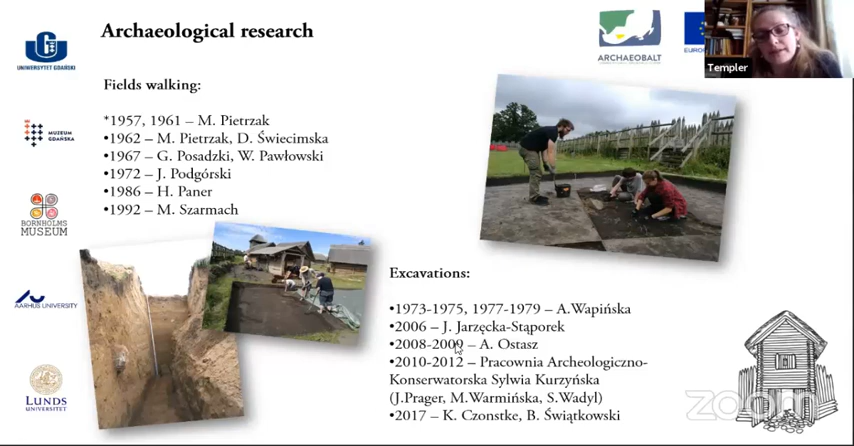 Archaeological research
UNIWERSYTET GDAŃSKI
ARCHAEOBALT
Templer
Fields walking:
*1957, 1961 – M. Pietrzak
•1962 – M. Pietrzak, D. Świecimska
•1967 – G. Posadzki, W. Pawłowski
•1972 – J. Podgórski
•1986 – H. Paner
•1992 – M. Szarmach
MUZEUM
GDAŃSKA
BORNHOLMS
MUSEUM
AARHUS UNIVERSITY
LUNDS
UNIVERSITET
Excavations:
•1973-1975, 1977-1979 – A.Wapińska
•2006 – J. Jarzęcka-Stąporek
•2008-2009 – A. Ostasz
•2010-2012 – Pracownia Archeologiczno-
Konserwatorska Sylwia Kurzyńska
(J.Prager, M.Warmińska, S.Wadyl)
•2017 – K. Czonstke, B. Świątkowski
zoom